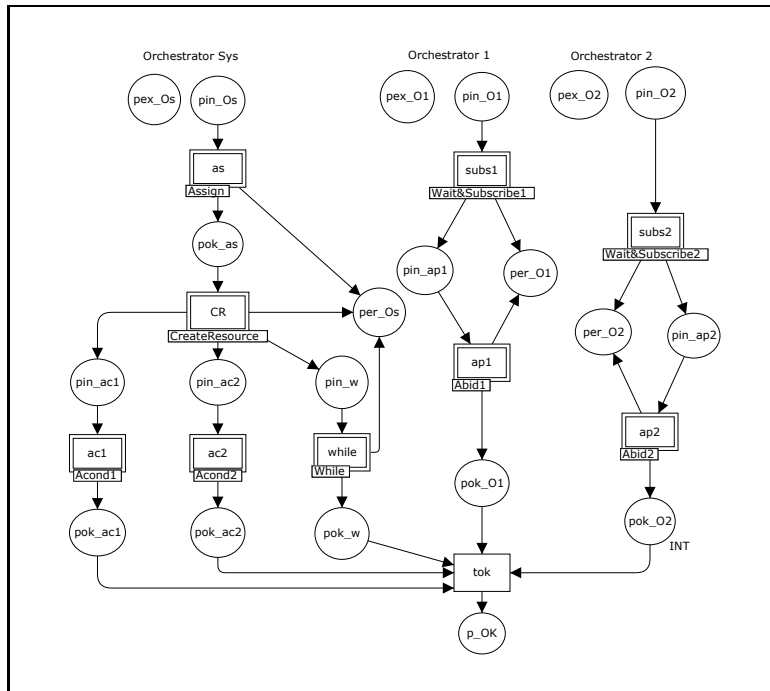 Orchestrator Sys
Orchestrator 1
Orchestrator 2
pex_Os
pin_Os
pex_O1
pin_O1
pex_O2
pin_O2
as
Assign
subs1
Wait&Subscribe1
subs2
Wait&Subscribe2
pok_as
pin_ap1
per_O1
CR
CreateResource
per_Os
per_O2
pin_ap2
ap1
Abid1
pin_ac1
pin_ac2
pin_w
ap2
Abid2
ac1
Acond1
ac2
Acond2
while
While
pok_O1
pok_O2
INT
pok_ac1
pok_ac2
pok_w
tok
p_OK